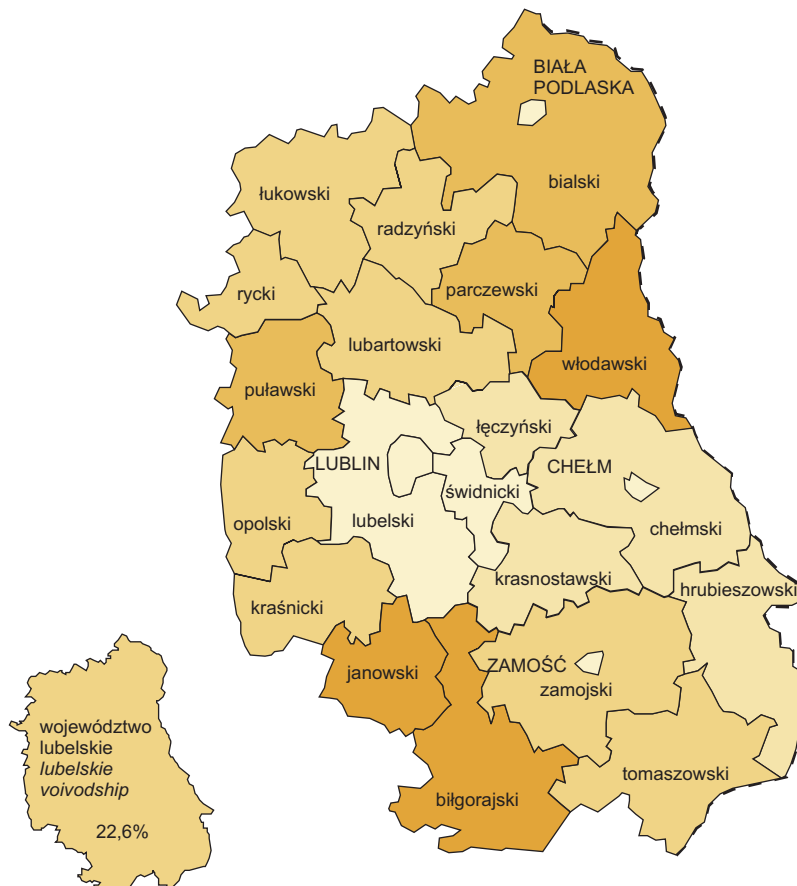 BIAŁA
PODLASKA
bialski
łukowski
radzyński
rycki
parczewski
lubartowski
włodawski
puławski
łęczyński
LUBLIN
CHEŁM
świdnicki
opolski
lubelski
chełmski
krasnostawski
hrubieszowski
kraśnicki
janowski
ZAMOŚĆ
zamojski
tomaszowski
biłgorajski
województwo
lubelskie
lubelskie
voivodship
22,6%